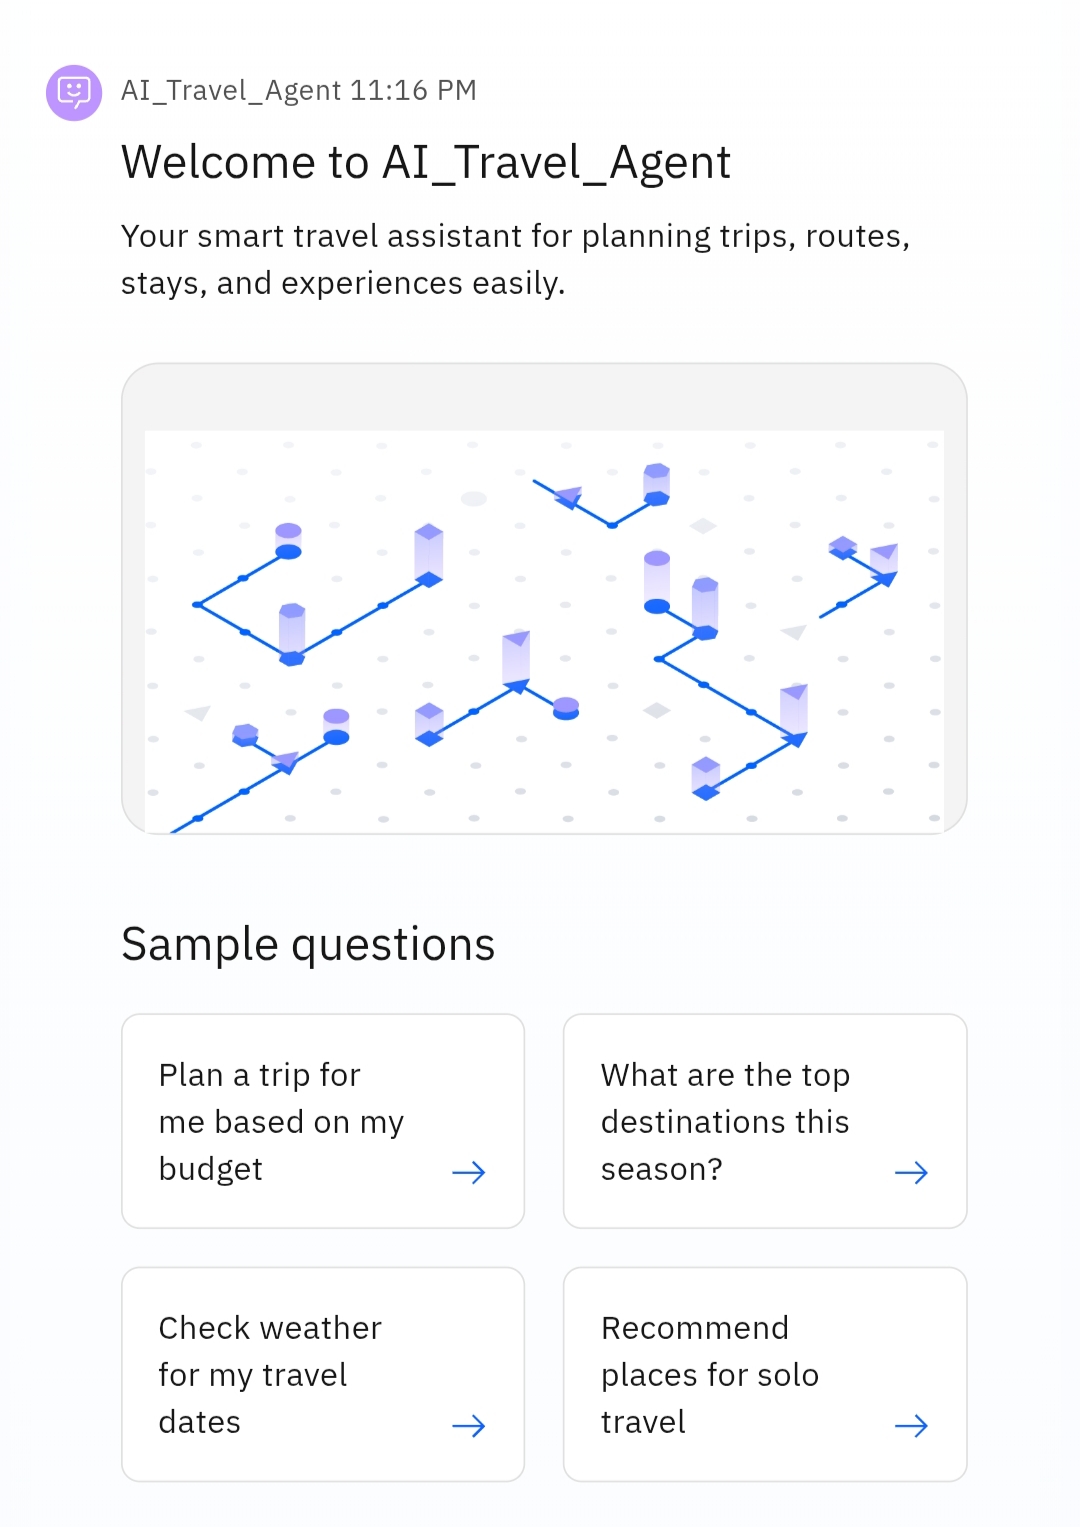 AI_Travel_Agent 11:16 PM
Welcome to AI_Travel_Agent
Your smart travel assistant for planning trips, routes,
stays, and experiences easily.
Sample questions
Plan a trip for
me based on my
budget
What are the top
destinations this
season?
Check weather
for my travel
dates
Recommend
places for solo
travel